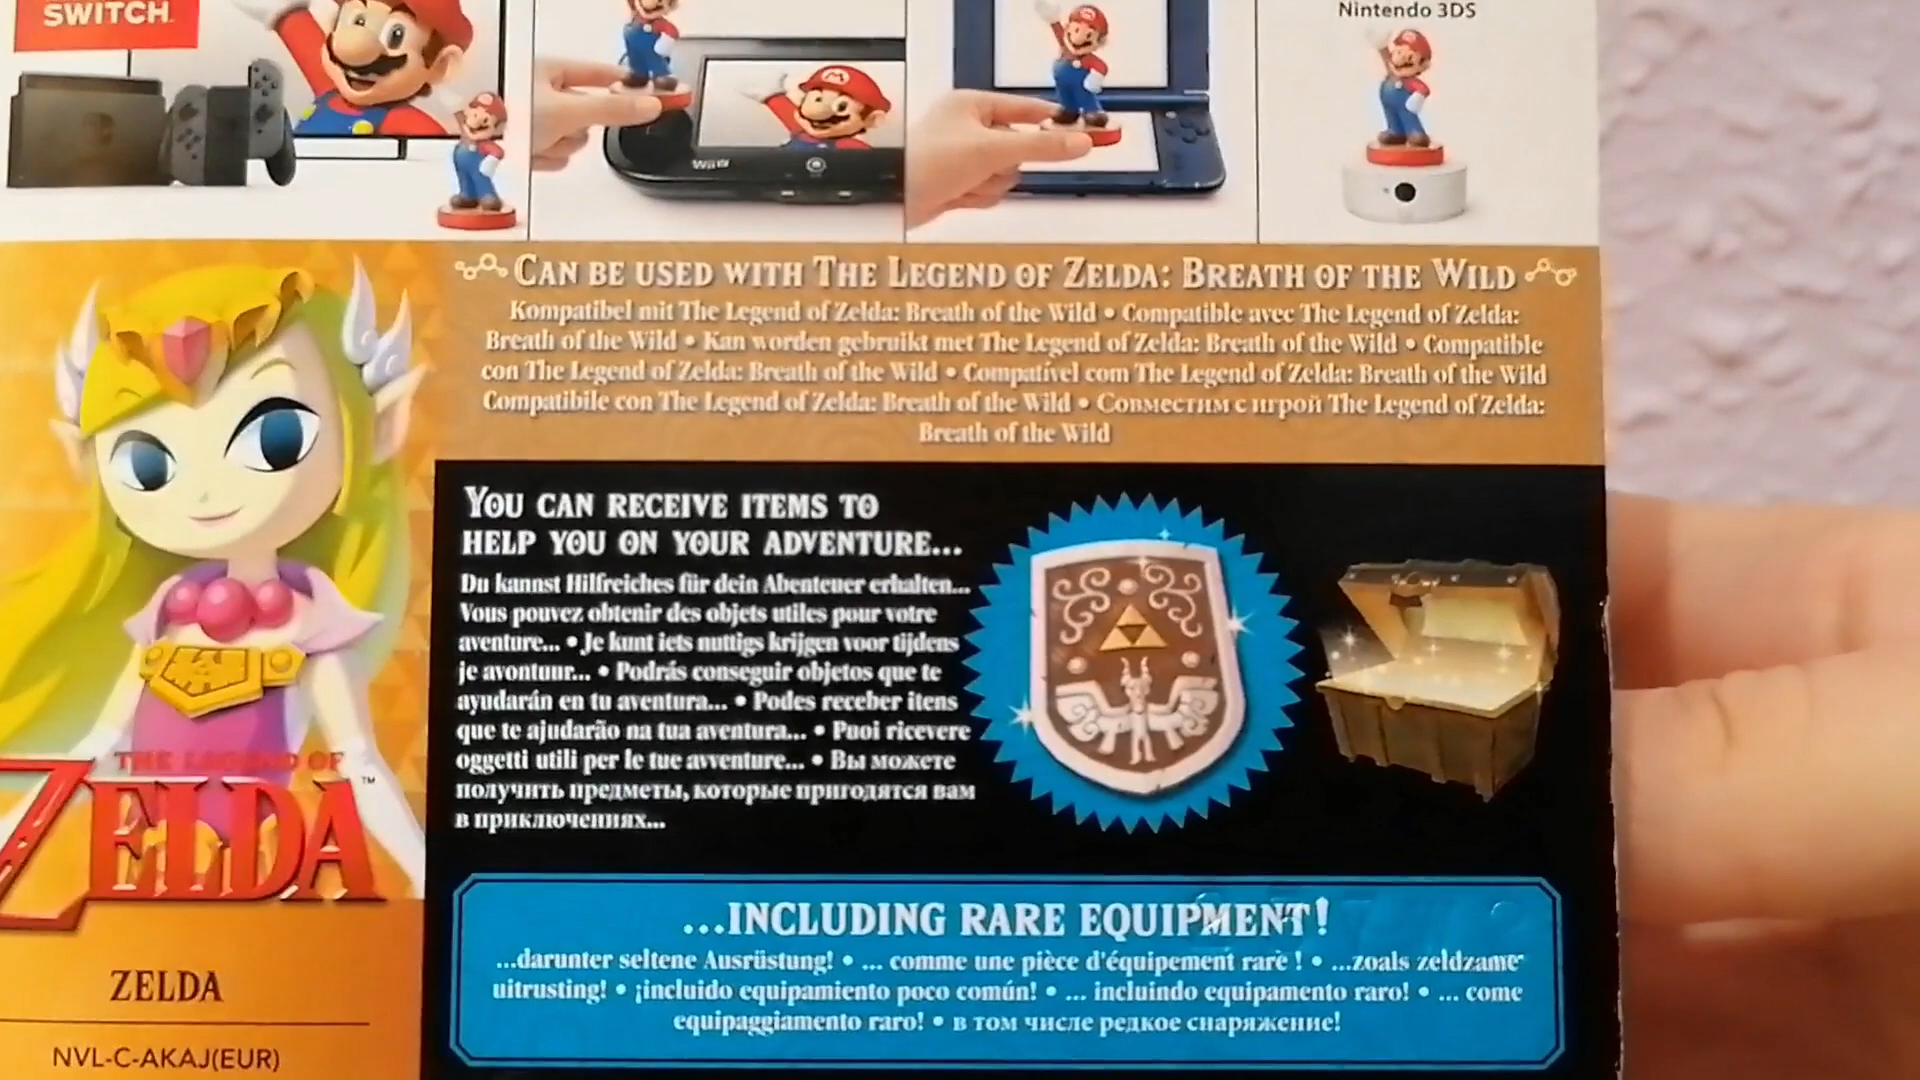 SWITCH
Nintendo 3DS
WiiU
CAN BE USED WITH THE LEGEND OF ZELDA: BREATH OF THE WILD
Kompatibel mit The Legend of Zelda: Breath of the Wild • Compatible avec The Legend of Zelda:
Breath of the Wild • Kan worden gebruikt met The Legend of Zelda: Breath of the Wild • Compatible
con The Legend of Zelda: Breath of the Wild • Compatível com The Legend of Zelda: Breath of the Wild
Compatibile con The Legend of Zelda: Breath of the Wild • Совместим с игрой The Legend of Zelda:
Breath of the Wild
YOU CAN RECEIVE ITEMS TO
HELP YOU ON YOUR ADVENTURE...
Du kannst Hilfreiches für dein Abenteuer erhalten...
Vous pouvez obtenir des objets utiles pour votre
aventure... • Je kunt iets nuttigs krijgen voor tijdens
je avontuur... • Podrás conseguir objetos que te
ayudarán en tu aventura... • Podes receber itens
que te ajudarão na tua aventura... • Puoi ricevere
oggetti utili per le tue avventure... • Вы можете
получить предметы, которые пригодятся вам
в приключениях...
...INCLUDING RARE EQUIPMENT!
...darunter seltene Ausrüstung! • ... comme une pièce d'équipement rare ! • ...zoals zeldzame
uitrusting! • ¡incluido equipamiento poco común! • ... incluindo equipamento raro! • ... come
equipaggiamento raro! • в том числе редкое снаряжение!
THE LEGEND OF
ZELDA™
ZELDA
NVL-C-AKAJ(EUR)